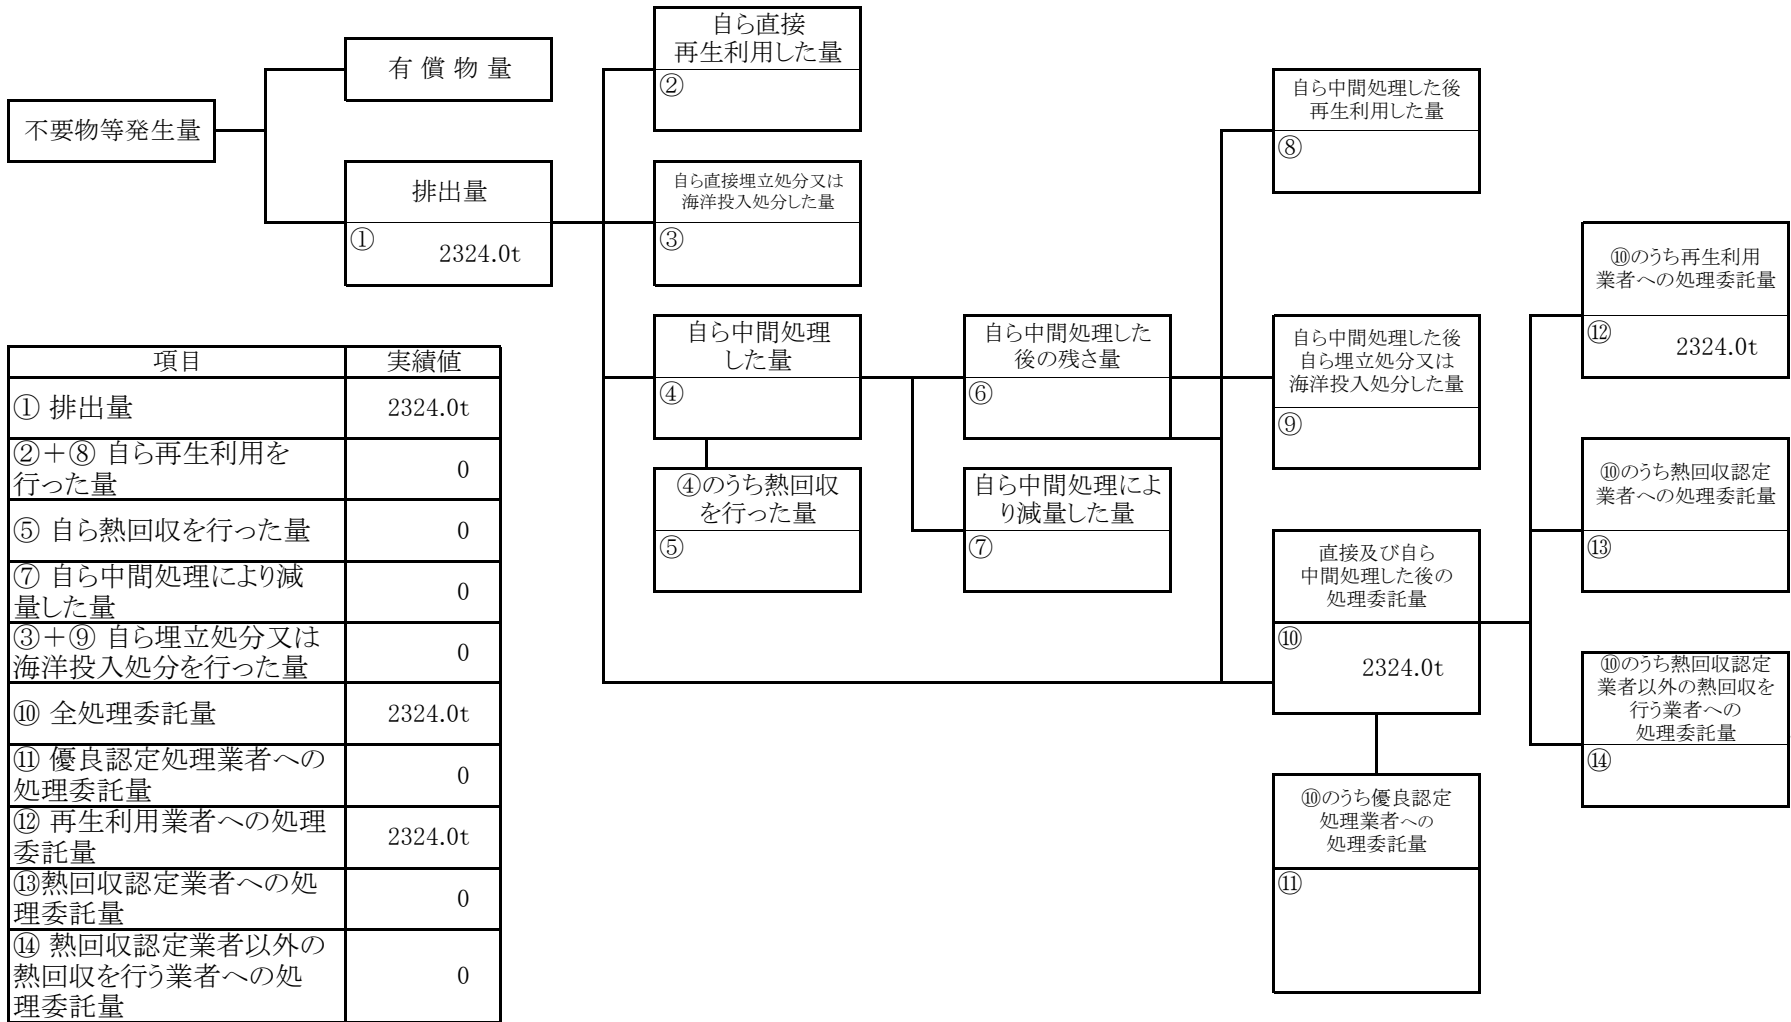 不要物等発生量
有 償 物 量
排出量
①
2324.0t
自ら直接
再生利用した量
②
自ら直接埋立処分又は
海洋投入処分した量
③
自ら中間処理
した量
④
④のうち熱回収
を行った量
⑤
自ら中間処理した
後の残さ量
⑥
自ら中間処理によ
り減量した量
⑦
自ら中間処理した後
再生利用した量
⑧
自ら中間処理した後
自ら埋立処分又は
海洋投入処分した量
⑨
直接及び自ら
中間処理した後の
処理委託量
⑩
2324.0t
⑩のうち優良認定
処理業者への
処理委託量
⑪
⑩のうち再生利用
業者への処理委託量
⑫
2324.0t
⑩のうち熱回収認定
業者への処理委託量
⑬
⑩のうち熱回収認定
業者以外の熱回収を
行う業者への
処理委託量
⑭
項目 実績値
① 排出量 2324.0t
②+⑧ 自ら再生利用を
行った量 0
⑤ 自ら熱回収を行った量 0
⑦ 自ら中間処理により減
量した量 0
③+⑨ 自ら埋立処分又は
海洋投入処分を行った量 0
⑩ 全処理委託量 2324.0t
⑪ 優良認定処理業者への
処理委託量 0
⑫ 再生利用業者への処理
委託量 2324.0t
⑬熱回収認定業者への処
理委託量 0
⑭ 熱回収認定業者以外の
熱回収を行う業者への処
理委託量 0